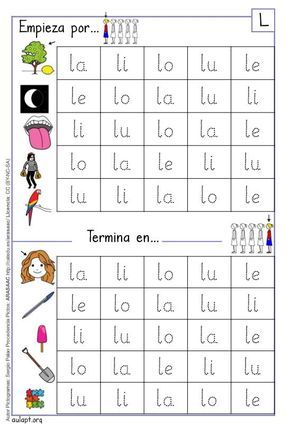 L
Empieza por...
la li lo lu le
le lo la lu li
li lu lo la le
lo la le li lu
lu li la lo le
Termina en...
la li lo lu le
le lo la lu li
li lu lo la le
lo la le li lu
lu li la lo le
Autor Pictogramas: Sergio Palao Procedencia Pictos: ARASAAC http://catedu.es/arasaac/ Licencia: CC (BY-NC-SA)
aulapt.org